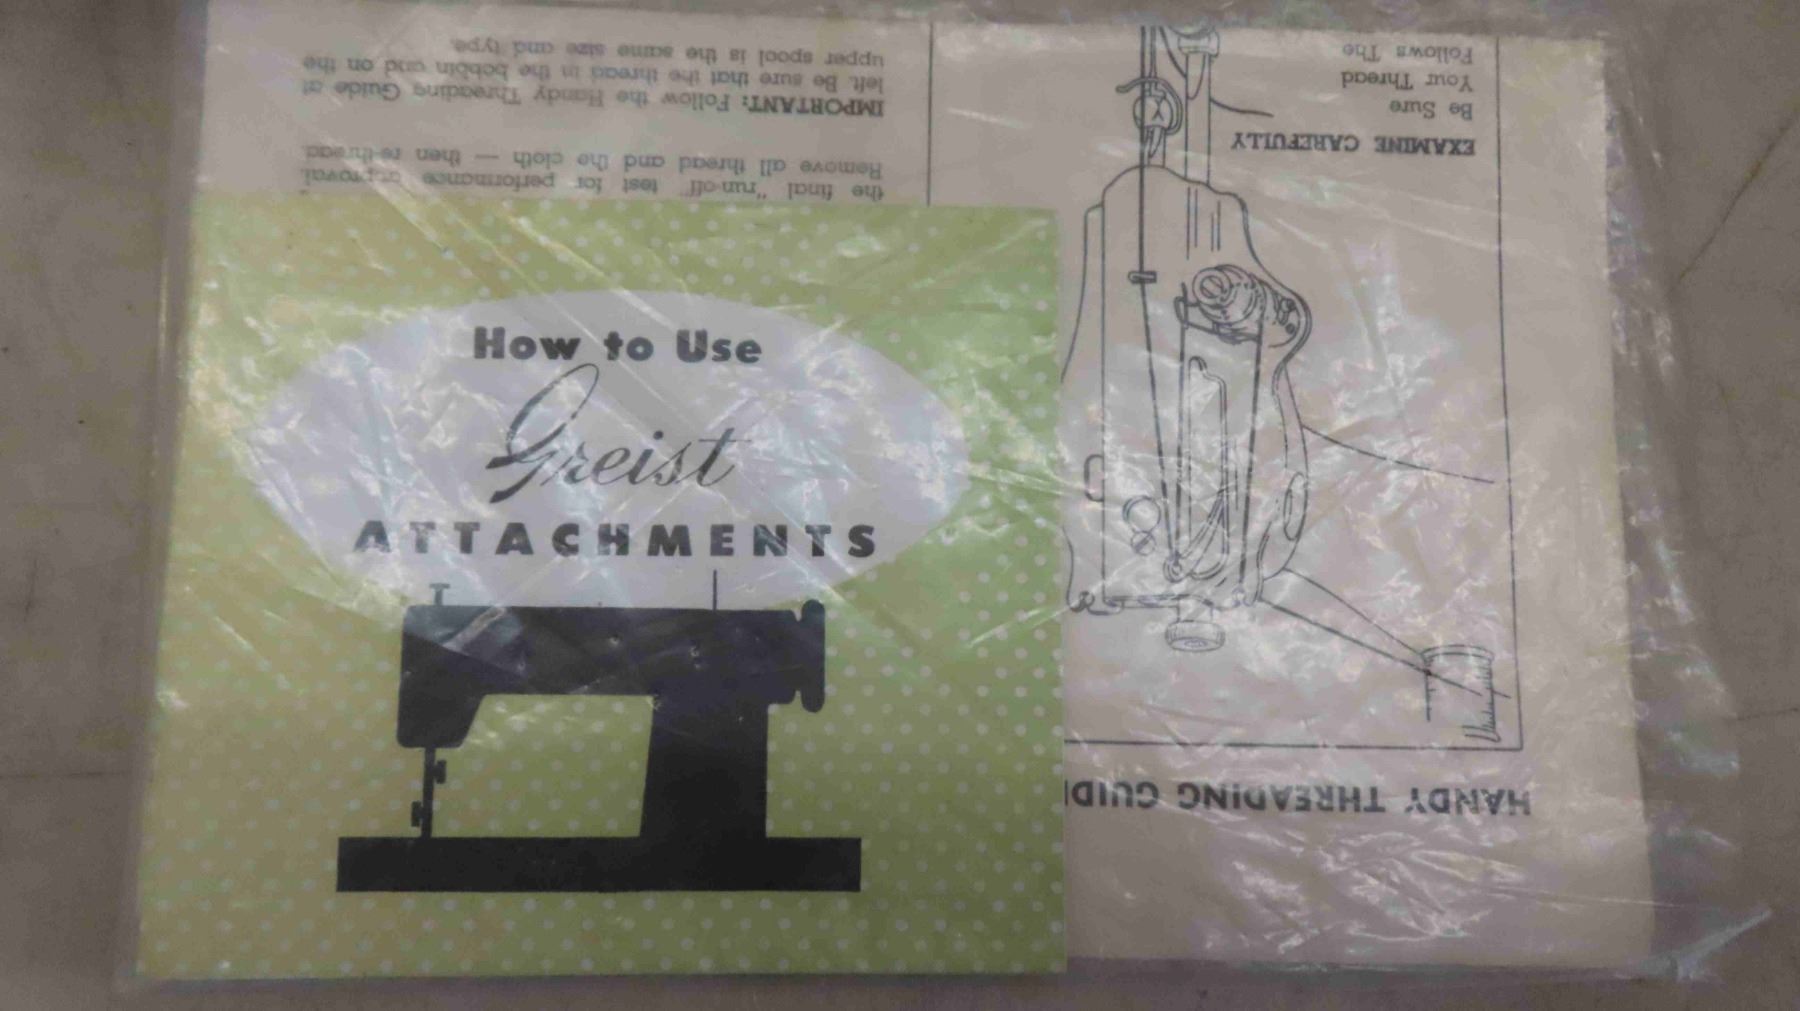 How to Use
Greist
ATTACHMENTS
HANDY THREADING
EXAMINE CAREFULLY
Be Sure
Your Thread
Follows The
the final "run-off" test for performance approval.
Remove all thread and the cloth — then re-thread.
IMPORTANT: Follow the Handy Threading Guide at
left. Be sure that the thread in the bobbin and on the
upper spool is the same size and type.